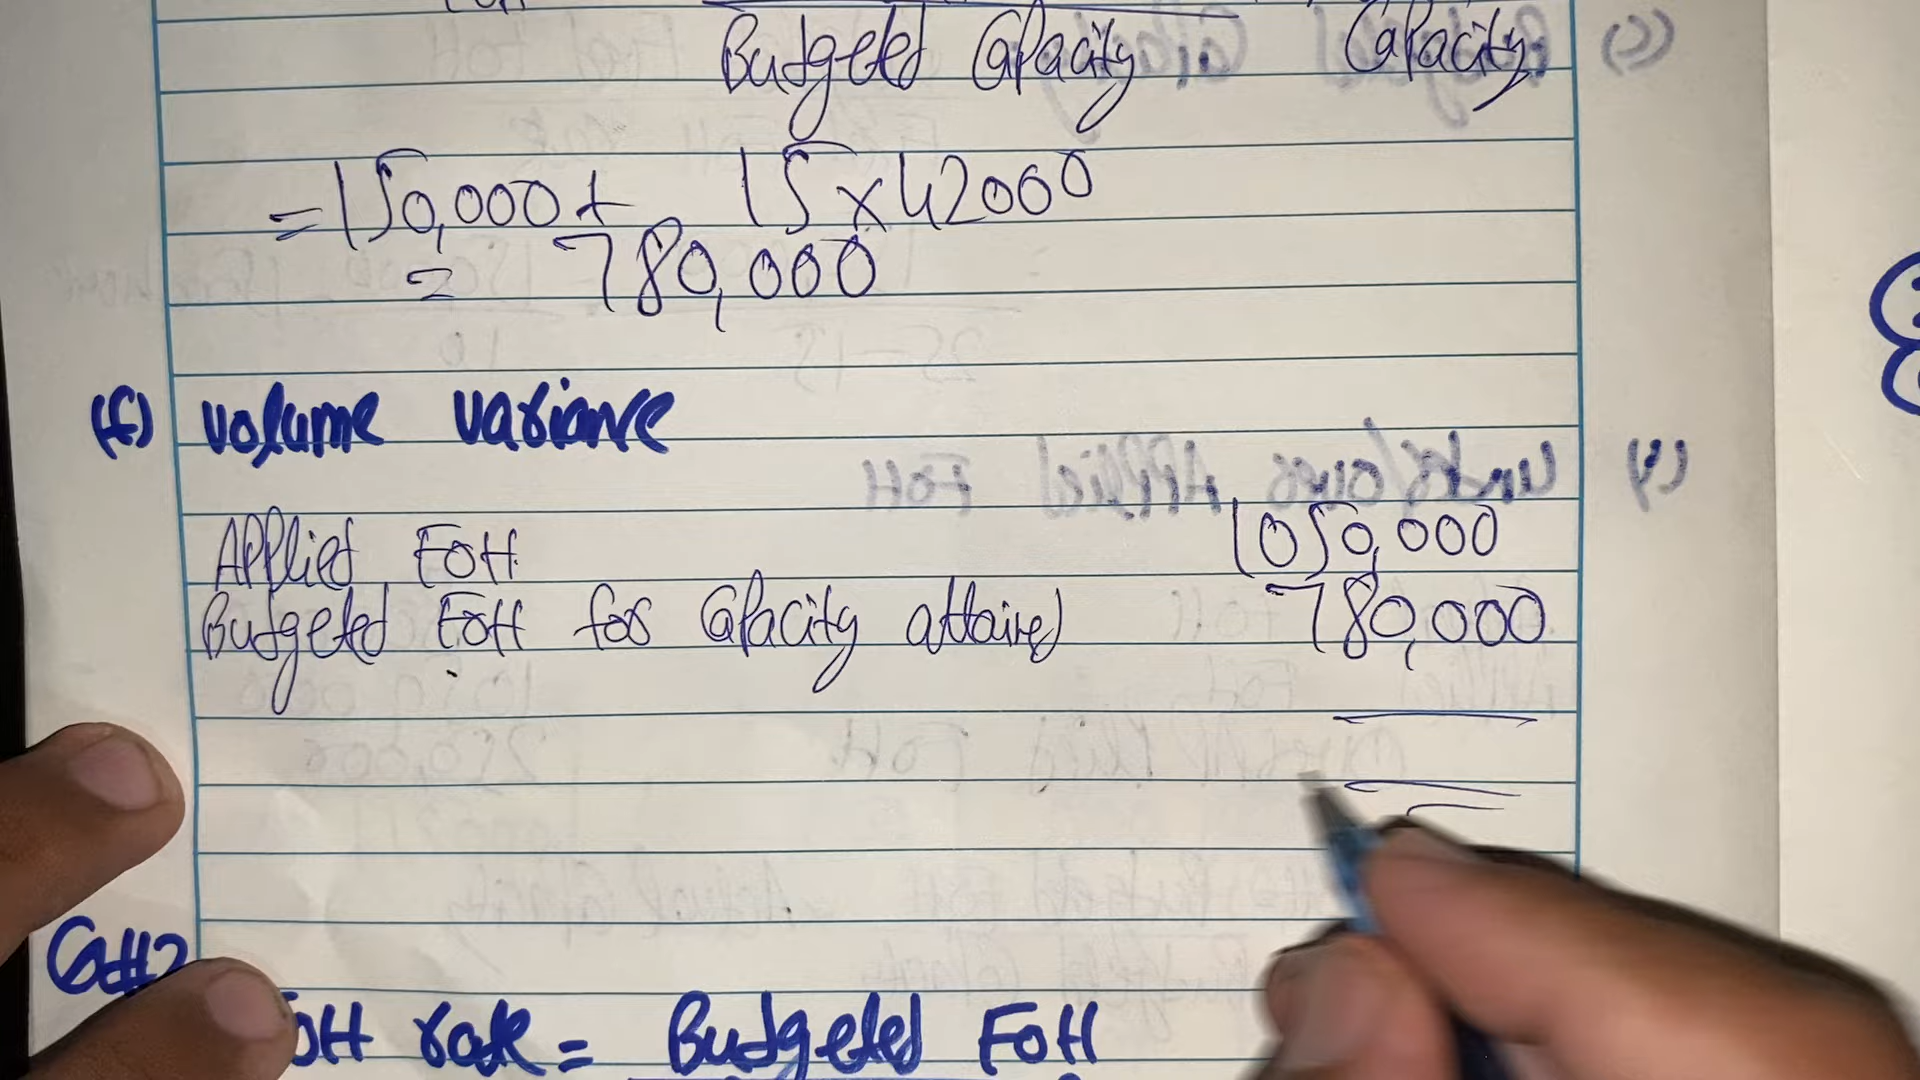 Budgeted Capacity Capacity
= 150,000 + 15 × 42000
= 780,000
(f) volume variance
Applied FOH 1050,000
Budgeted FOH for Capacity attained 780,000
FOH rate = Budgeted FOH